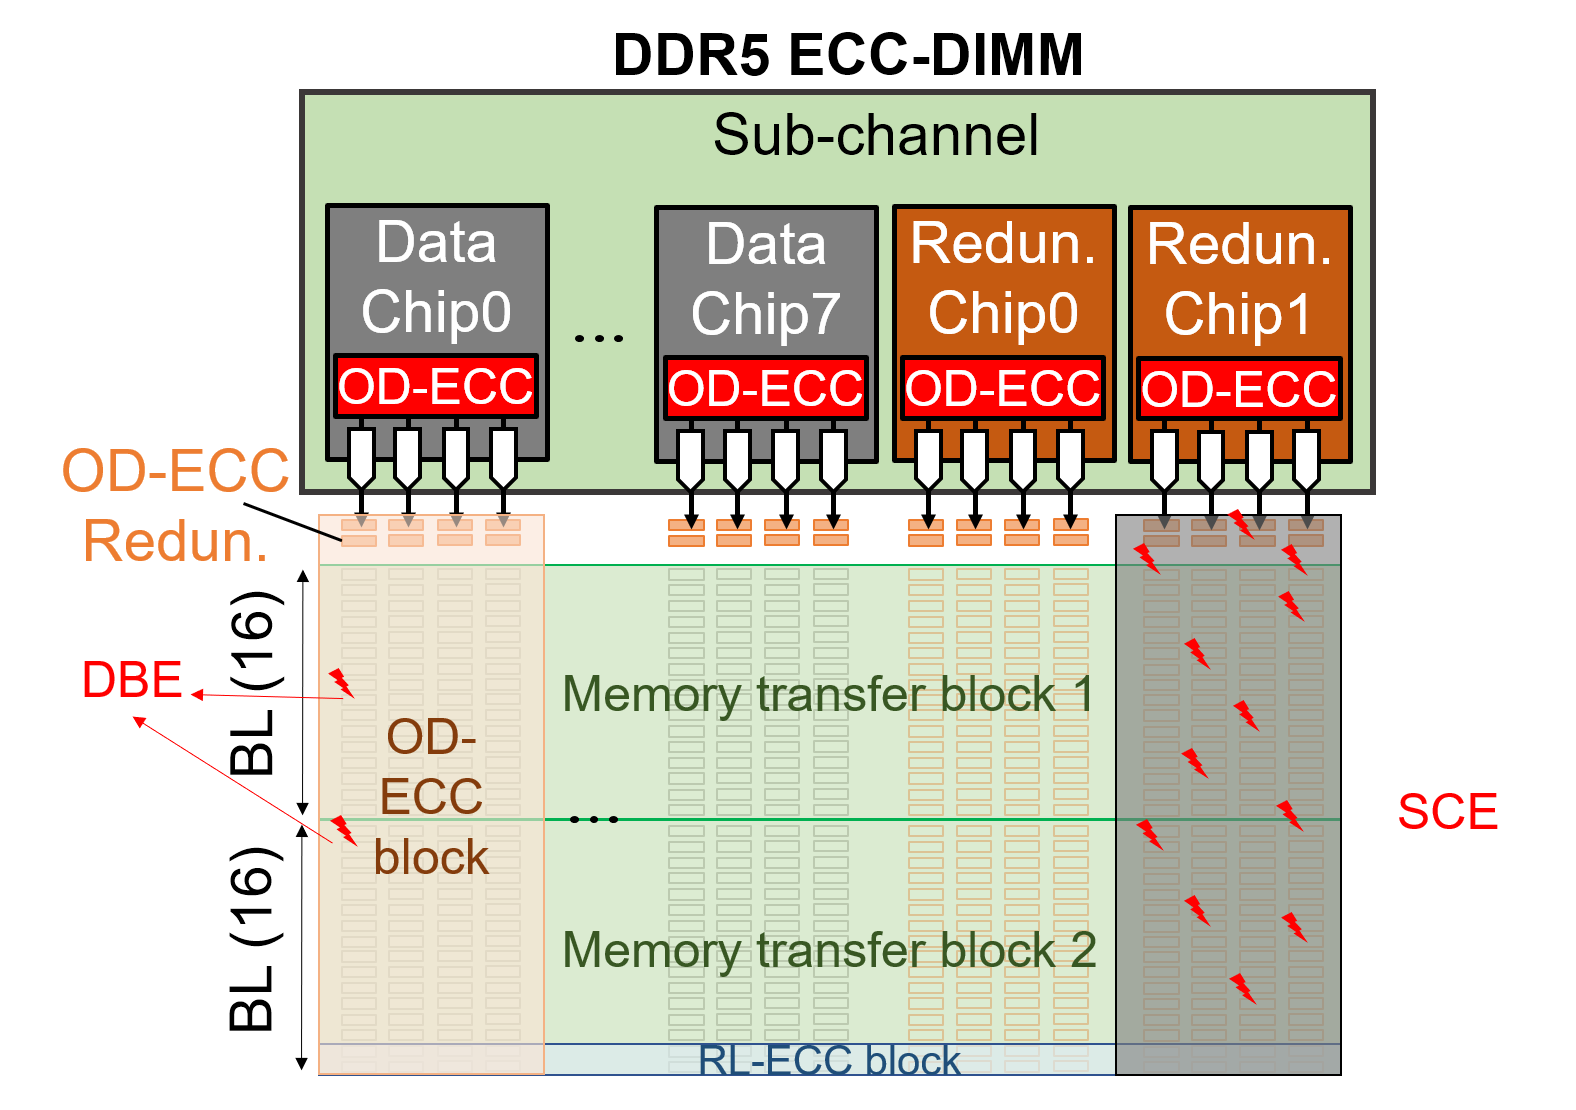 DDR5 ECC-DIMM
Sub-channel
Data
Chip0
OD-ECC
...
Data
Chip7
OD-ECC
Redun.
Chip0
OD-ECC
Redun.
Chip1
OD-ECC
OD-ECC
Redun.
BL (16)
DBE
Memory transfer block 1
OD-
ECC
block
...
SCE
BL (16)
Memory transfer block 2
RL-ECC block